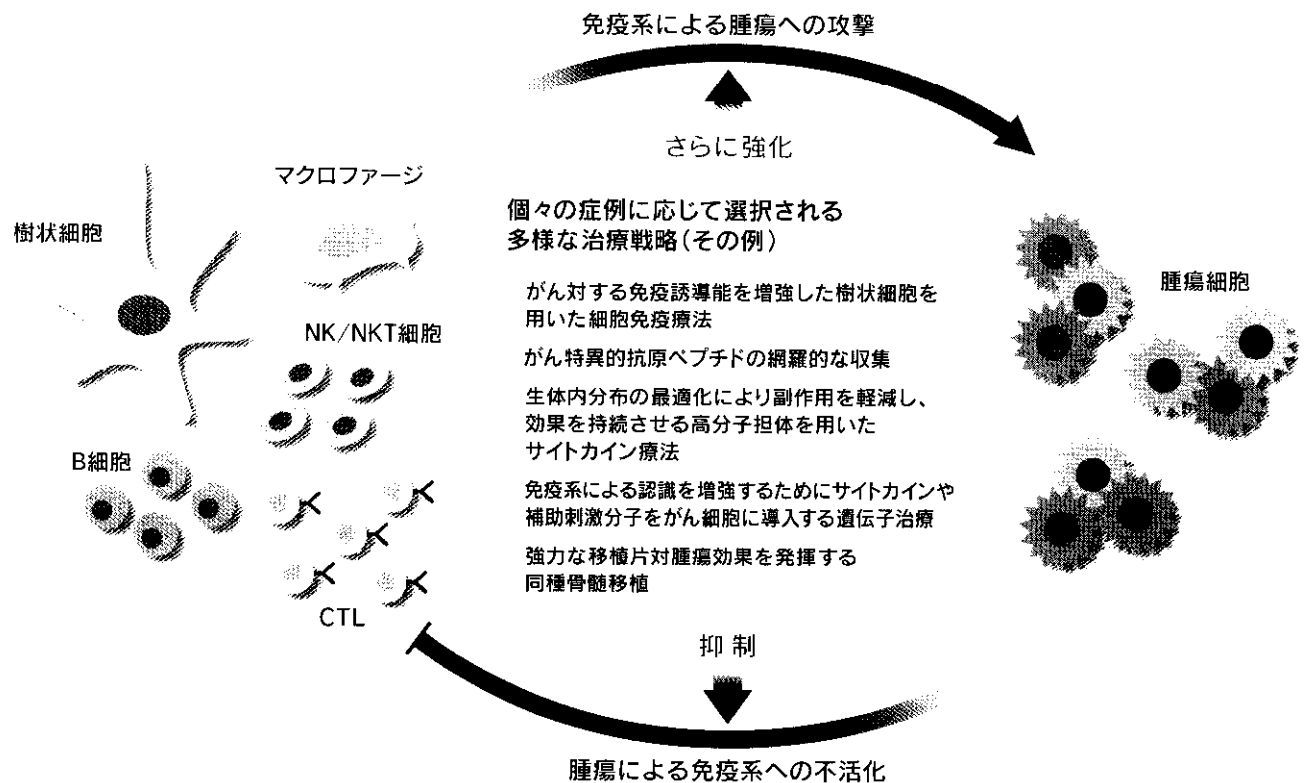 免疫系による腫瘍への攻撃
さらに強化
マクロファージ
樹状細胞
NK/NKT細胞
B細胞
CTL
個々の症例に応じて選択される
多様な治療戦略(その例)
がん対する免疫誘導能を増強した樹状細胞を
用いた細胞免疫療法
がん特異的抗原ペプチドの網羅的な収集
生体内分布の最適化により副作用を軽減し、
効果を持続させる高分子担体を用いた
サイトカイン療法
免疫系による認識を増強するためにサイトカインや
補助刺激分子をがん細胞に導入する遺伝子治療
強力な移植片対腫瘍効果を発揮する
同種骨髄移植
腫瘍細胞
抑制
腫瘍による免疫系への不活化